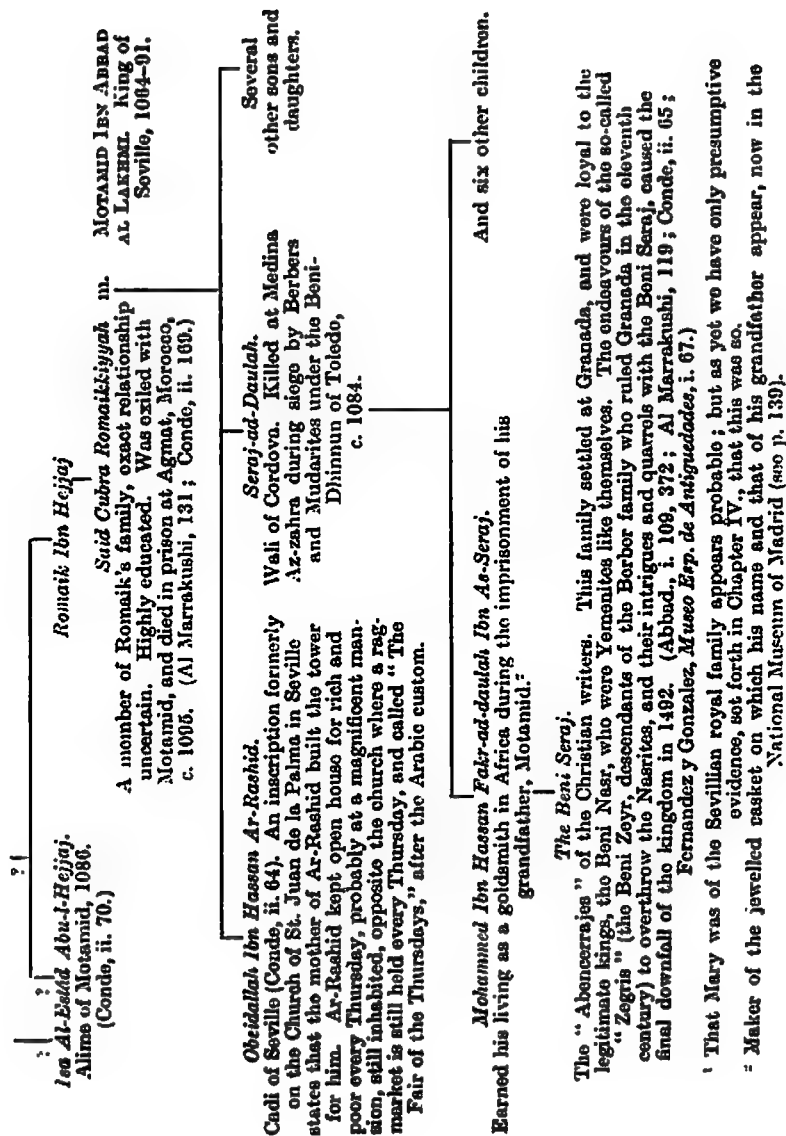 ? ?
Isa Al-Estád Abu-l-Hejjaj.
Alime of Motamid, 1086.
(Conde, ii. 70.)
Romaik Ibn Hejjaj
Said Cubra Romaikkiyyah m.
A member of Romaik's family, exact relationship
uncertain. Highly educated. Was exiled with
Motamid, and died in prison at Agmat, Morocco,
c. 1095. (Al Marrakushi, 131; Conde, ii. 169.)
MOTAMID IBN ABBAD
AL LAKHMI. King of
Seville, 1064–91.
Obeidallah Ibn Hassan Ar-Rashid.
Cadi of Seville (Conde, ii. 64). An inscription formerly
on the Church of St. Juan de la Palma in Seville
states that the mother of Ar-Rashid built the tower
for him. Ar-Rashid kept open house for rich and
poor every Thursday, probably at a magnificent man-
sion, still inhabited, opposite the church where a rag-
market is still held every Thursday, and called "The
Fair of the Thursdays," after the Arabic custom.
Seraj-ad-Daulah.
Wali of Cordova. Killed at Medina
Az-zahra during siege by Berbers
and Mudarites under the Beni-
Dhinnun of Toledo,
c. 1084.
Several
other sons and
daughters.
Mohammed Ibn Hassan Fakr-ad-daulah Ibn As-Seraj.
Earned his living as a goldsmith in Africa during the imprisonment of his
grandfather, Motamid.²
And six other children.
The Beni Seraj.
The "Abencerrajes" of the Christian writers. This family settled at Granada, and were loyal to the
legitimate kings, the Beni Nasr, who were Yemenites like themselves. The endeavours of the so-called
"Zegris" (the Beni Zeyr, descendants of the Berber family who ruled Granada in the eleventh
century) to overthrow the Nasrites, and their intrigues and quarrels with the Beni Seraj, caused the
final downfall of the kingdom in 1492. (Abbad., i. 109, 372; Al Marrakushi, 119; Conde, ii. 65;
Fernandez y Gonzalez, Museo Esp. de Antiguedades, i. 67.)
¹ That Mary was of the Sevillian royal family appears probable; but as yet we have only presumptive
evidence, set forth in Chapter IV., that this was so.
² Maker of the jewelled casket on which his name and that of his grandfather appear, now in the
National Museum of Madrid (see p. 139).